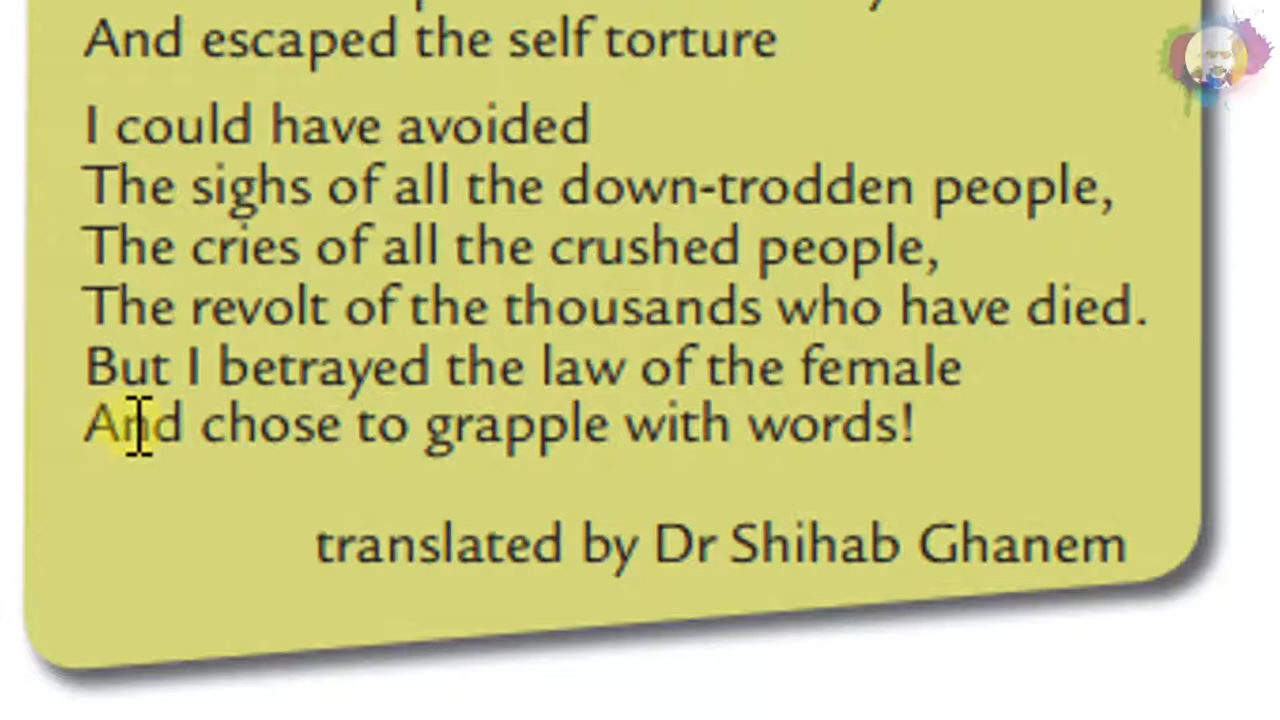 And escaped the self torture
I could have avoided
The sighs of all the down-trodden people,
The cries of all the crushed people,
The revolt of the thousands who have died.
But I betrayed the law of the female
And chose to grapple with words!
translated by Dr Shihab Ghanem